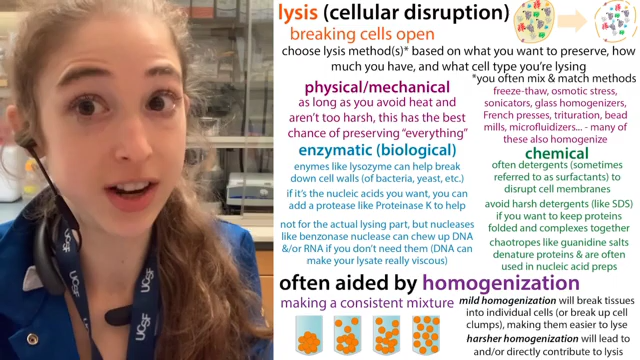 lysis (cellular disruption)
breaking cells open
choose lysis method(s)* based on what you want to preserve, how
much you have, and what cell type you're lysing
*you often mix & match methods
physical/mechanical
as long as you avoid heat and
aren't too harsh, this has the best
chance of preserving "everything"
freeze-thaw, osmotic stress,
sonicators, glass homogenizers,
French presses, trituration, bead
mills, microfluidizers... - many of
these also homogenize
enzymatic (biological)
enymes like lysozyme can help break
down cell walls (of bacteria, yeast, etc.)
if it's the nucleic acids you want, you can
add a protease like Proteinase K to help
not for the actual lysing part, but nucleases
like benzonase nuclease can chew up DNA
&/or RNA if you don't need them (DNA can
make your lysate really viscous)
chemical
often detergents (sometimes
referred to as surfactants) to
disrupt cell membranes
avoid harsh detergents (like SDS)
if you want to keep proteins
folded and complexes together
chaotropes like guanidine salts
denature proteins & are often
used in nucleic acid preps
often aided by homogenization
making a consistent mixture
mild homogenization will break tissues
into individual cells (or break up cell
clumps), making them easier to lyse
harsher homogenization will lead to
and/or directly contribute to lysis
UCSF
UCSF
UCSF